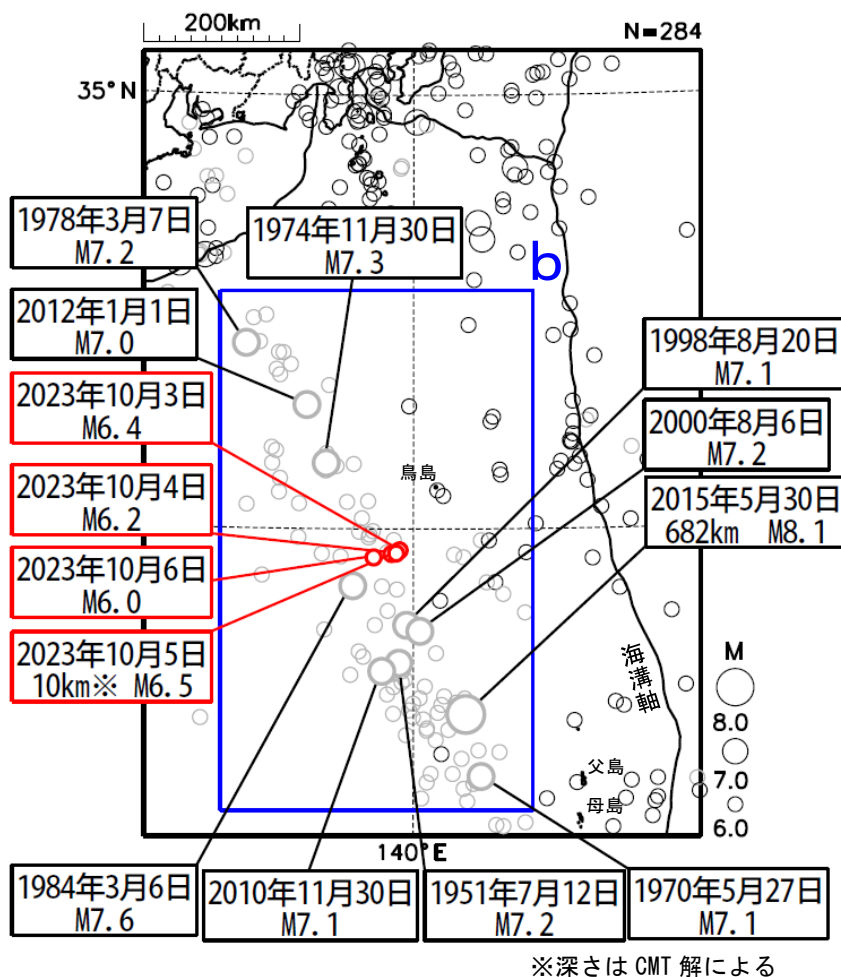 200km
N=284
35°N
1978年3月7日
M7.2
1974年11月30日
M7.3
b
2012年1月1日
M7.0
1998年8月20日
M7.1
2023年10月3日
M6.4
2000年8月6日
M7.2
鳥島
2023年10月4日
M6.2
2015年5月30日
682km M8.1
2023年10月6日
M6.0
2023年10月5日
10km※ M6.5
海溝軸
M
8.0
7.0
6.0
父島
母島
140°E
1984年3月6日
M7.6
2010年11月30日
M7.1
1951年7月12日
M7.2
1970年5月27日
M7.1
※深さは CMT 解による